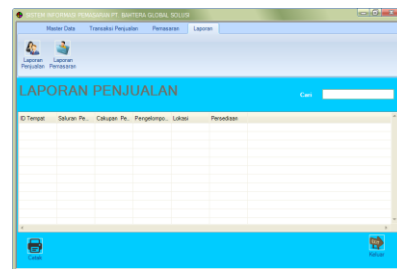 SISTEM INFORMASI PEMASARAN PT. BAHTERA GLOBAL SOLUSI
Master Data Transaksi Penjualan Pemasaran Laporan
Laporan Penjualan Laporan Pemasaran
LAPORAN PENJUALAN
Cari
ID Tempat Saluran Pe... Cakupan Pe... Pengelompo... Lokasi Persediaan
Cetak Keluar